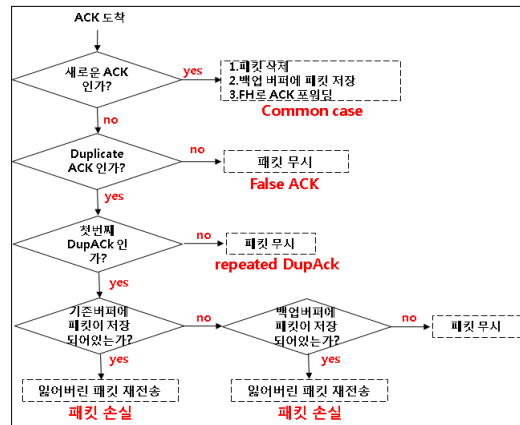 ACK 도착
새로운 ACK
인가?
yes
1.패킷 삭제
2.백업 버퍼에 패킷 저장
3.FH로 ACK 포워딩
Common case
no
Duplicate
ACK 인가?
no
패킷 무시
False ACK
yes
첫번째
DupACk 인
가?
no
패킷 무시
repeated DupAck
yes
기존버퍼에
패킷이 저장
되어있는가?
no
백업버퍼에
패킷이 저장
되어있는가?
no
패킷 무시
yes
yes
잃어버린 패킷 재전송
잃어버린 패킷 재전송
패킷 손실
패킷 손실